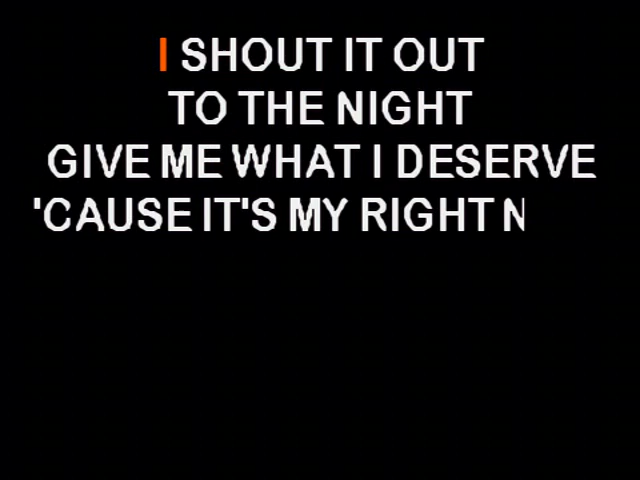 I SHOUT IT OUT
TO THE NIGHT
GIVE ME WHAT I DESERVE
'CAUSE IT'S MY RIGHT